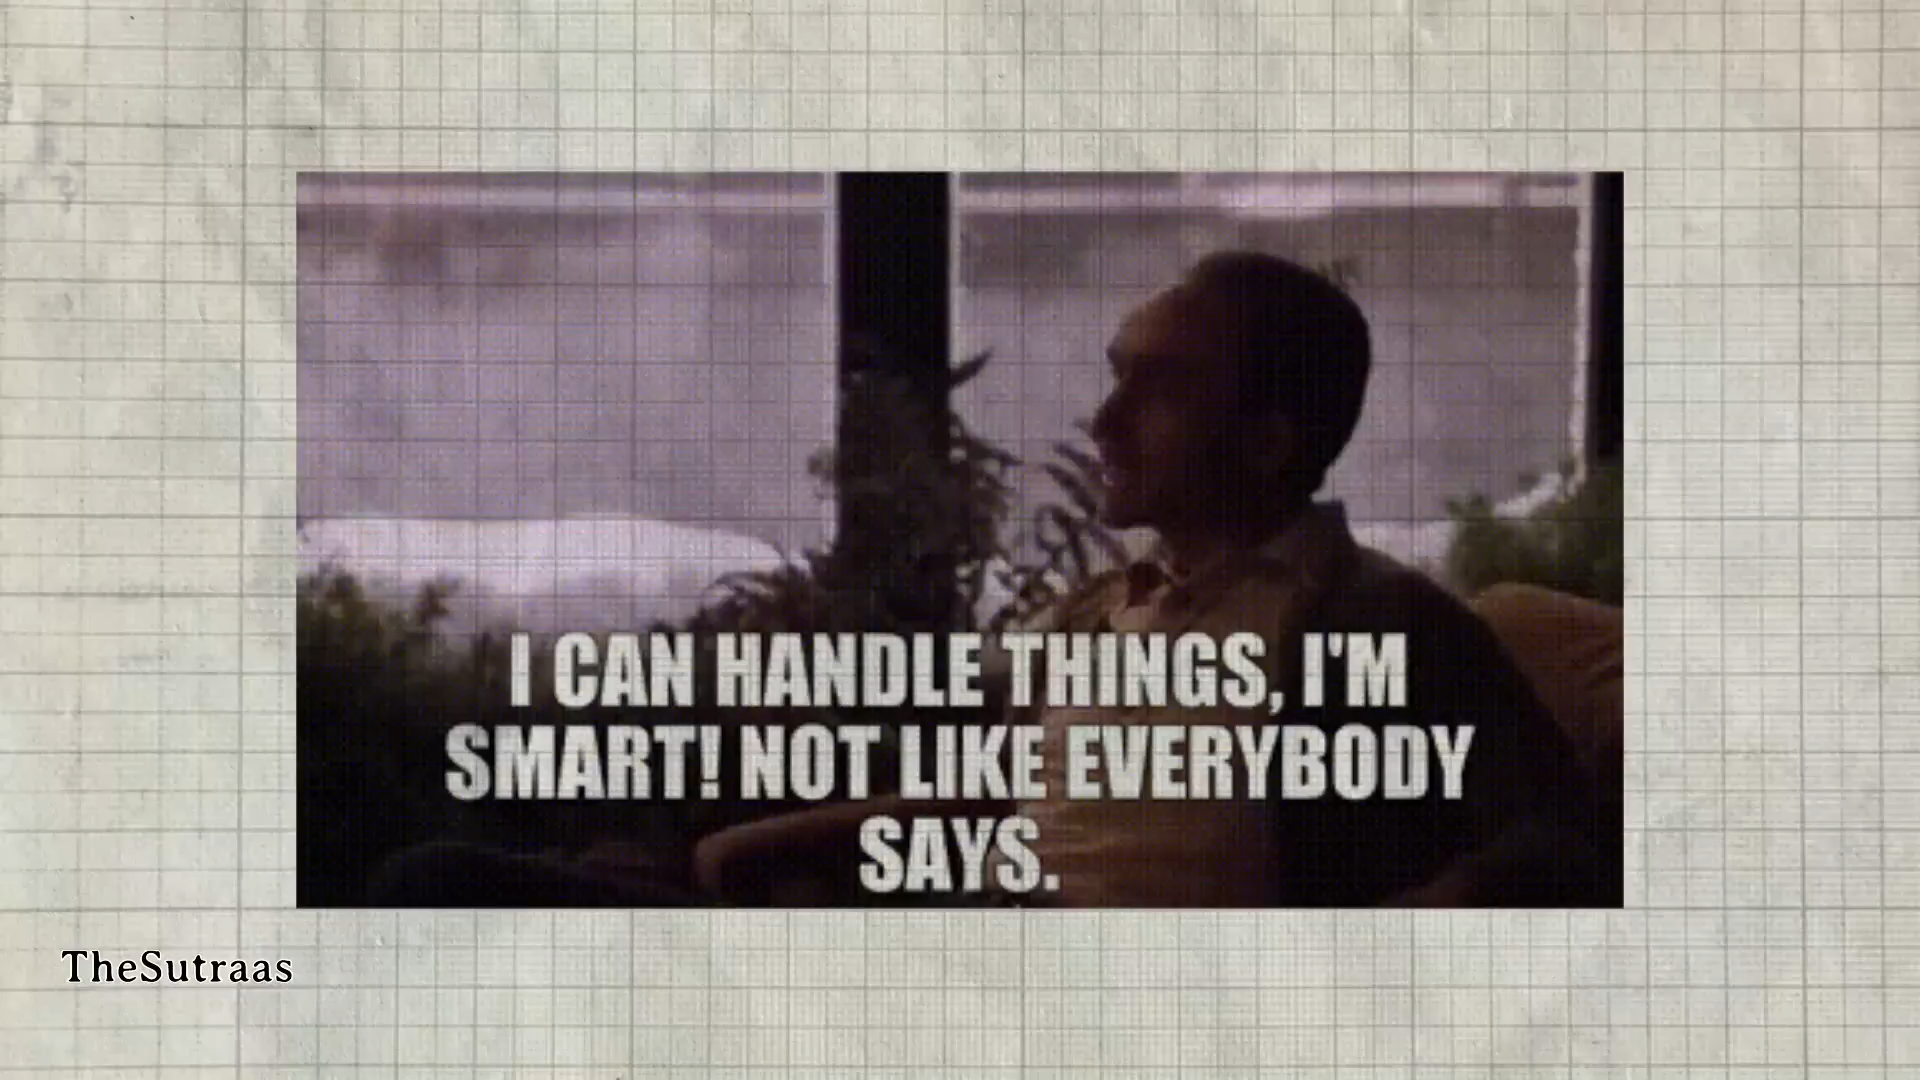 I CAN HANDLE THINGS, I'M
SMART! NOT LIKE EVERYBODY
SAYS.
TheSutraas